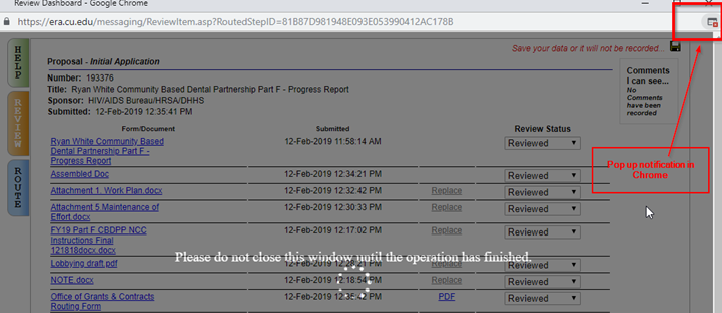 Review Dashboard - Google Chrome
https://era.cu.edu/messaging/ReviewItem.asp?RoutedStepID=81B87D981948E093E053990412AC178B
Save your data or it will not be recorded...
HELP
REVIEW
ROUTE
Proposal - Initial Application
Number: 193376
Title: Ryan White Community Based Dental Partnership Part F - Progress Report
Sponsor: HIV/AIDS Bureau/HRSA/DHHS
Submitted: 12-Feb-2019 12:35:41 PM
Comments
I can see...
No
Comments
have been
recorded
Form/Document Submitted Review Status
Ryan White Community Based 12-Feb-2019 11:58:14 AM Reviewed
Dental Partnership Part F -
Progress Report
Assembled Doc 12-Feb-2019 12:34:21 PM Reviewed
Attachment 1. Work Plan.docx 12-Feb-2019 12:32:42 PM Replace Reviewed
Attachment 5 Maintenance of 12-Feb-2019 12:30:33 PM Replace Reviewed
Effort.docx
FY19 Part F CBDPP NCC 12-Feb-2019 12:17:02 PM Replace Reviewed
Instructions Final
121818docx.docx
Lobbying draft.pdf 12-Feb-2019 12:28:21 PM Replace Reviewed
Please do not close this window until the operation has finished.
NOTE.docx 12-Feb-2019 12:18:54 PM Replace Reviewed
Office of Grants & Contracts 12-Feb-2019 12:35:42 PM PDF Reviewed
Routing Form
Pop up notification in
Chrome